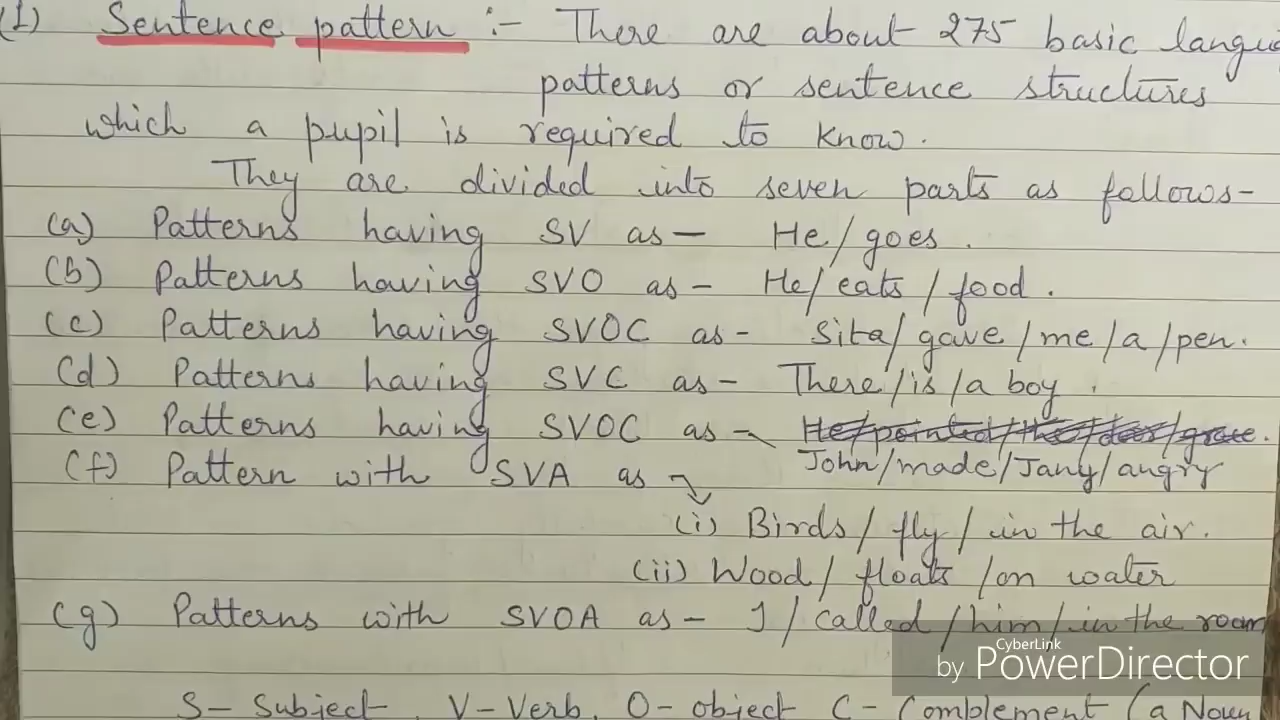 (1) Sentence pattern :- There are about 275 basic langu
patterns or sentence structures
which a pupil is required to know.
They are divided into seven parts as follows-
(a) Patterns having SV as- He/goes.
(b) Patterns having SVO as- He/eats/food.
(c) Patterns having SVOC as- Sita/gave/me/a/pen.
(d) Patterns having SVC as- There/is/a boy.
(e) Patterns having SVOC as- He/painted/the/door/
John/made/Jany/angry
(f) Pattern with SVA as
(i) Birds/fly/in the air.
(ii) Wood/floats/on water
(g) Patterns with SVOA as- I/called/him/in the room
CyberLink
by PowerDirector
S- Subject, V-Verb, O-object C- Complement (a Noun